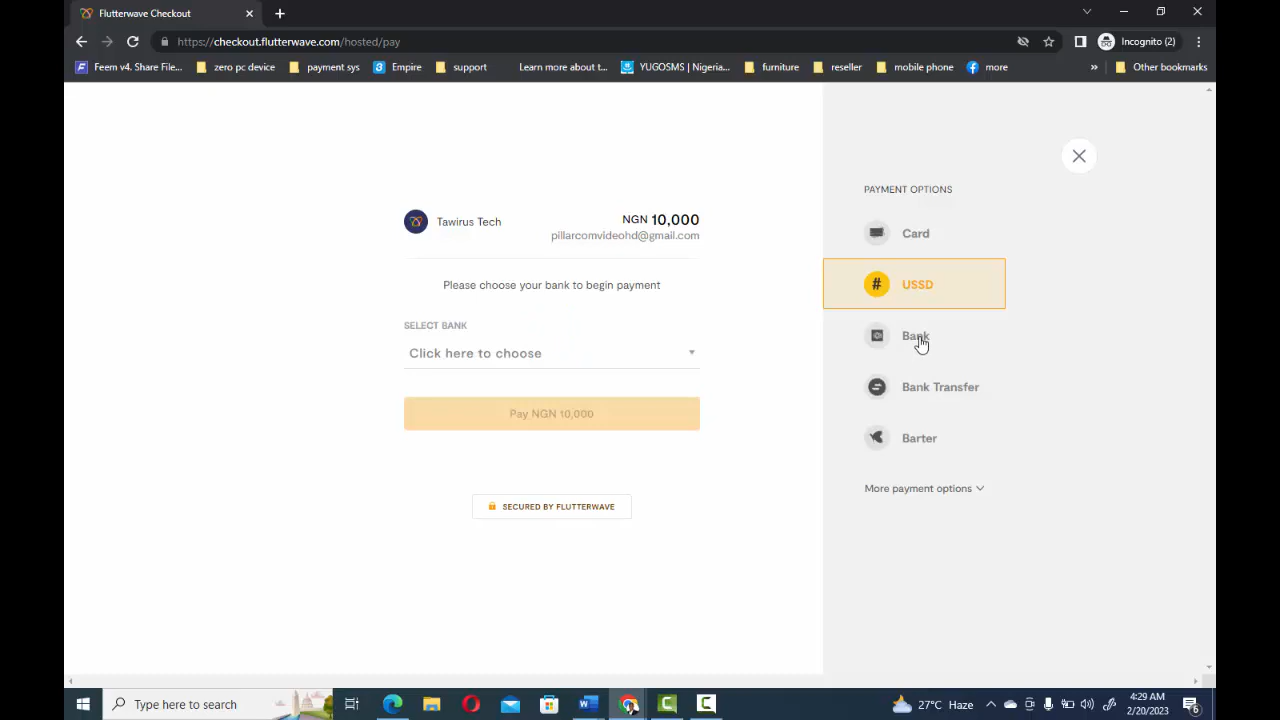 Flutterwave Checkout
https://checkout.flutterwave.com/hosted/pay
Incognito (2)
Feem v4. Share File...
zero pc device
payment sys
Empire
support
Learn more about t...
YUGOSMS | Nigeria...
furniture
reseller
mobile phone
more
»
Other bookmarks
Tawirus Tech
NGN 10,000
pillarcomvideohd@gmail.com
Please choose your bank to begin payment
SELECT BANK
Click here to choose
Pay NGN 10,000
SECURED BY FLUTTERWAVE
PAYMENT OPTIONS
Card
# USSD
Bank
Bank Transfer
Barter
More payment options
Type here to search
27°C Haze
4:29 AM
2/20/2023
6